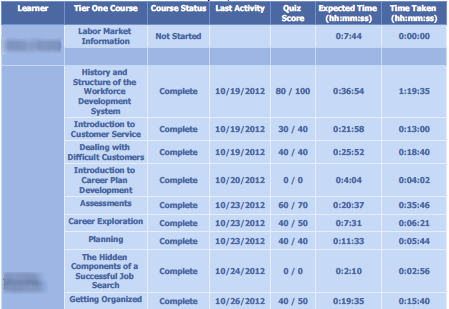 Learner Tier One Course Course Status Last Activity Quiz Score Expected Time (hh:mm:ss) Time Taken (hh:mm:ss)
Labor Market Information Not Started 0:7:44 0:00:00
History and Structure of the Workforce Development System Complete 10/19/2012 80 / 100 0:36:54 1:19:35
Introduction to Customer Service Complete 10/19/2012 30 / 40 0:21:58 0:13:00
Dealing with Difficult Customers Complete 10/19/2012 40 / 40 0:25:52 0:18:40
Introduction to Career Plan Development Complete 10/20/2012 0 / 0 0:4:04 0:04:02
Assessments Complete 10/23/2012 60 / 70 0:20:37 0:35:46
Career Exploration Complete 10/23/2012 40 / 50 0:7:31 0:06:21
Planning Complete 10/23/2012 40 / 40 0:11:33 0:05:44
The Hidden Components of a Successful Job Search Complete 10/24/2012 0 / 0 0:2:10 0:02:56
Getting Organized Complete 10/26/2012 40 / 50 0:19:35 0:15:40